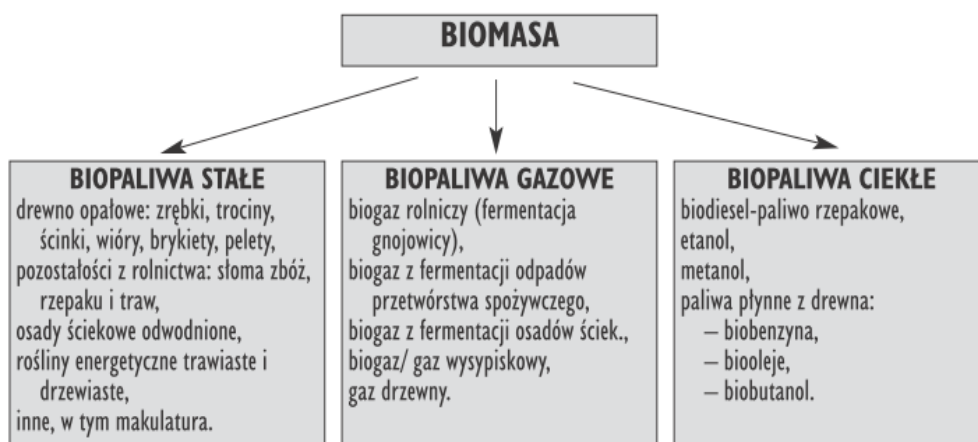 BIOMASA
BIOPALIWA STAŁE
drewno opałowe: zrębki, trociny,
ścinki, wióry, brykiety, pelety,
pozostałości z rolnictwa: słoma zbóż,
rzepaku i traw,
osady ściekowe odwodnione,
rośliny energetyczne trawiaste i
drzewiaste,
inne, w tym makulatura.
BIOPALIWA GAZOWE
biogaz rolniczy (fermentacja
gnojowicy),
biogaz z fermentacji odpadów
przetwórstwa spożywczego,
biogaz z fermentacji osadów ściek.,
biogaz/ gaz wysypiskowy,
gaz drzewny.
BIOPALIWA CIEKŁE
biodiesel-paliwo rzepakowe,
etanol,
metanol,
paliwa płynne z drewna:
– biobenzyna,
– biooleje,
– biobutanol.